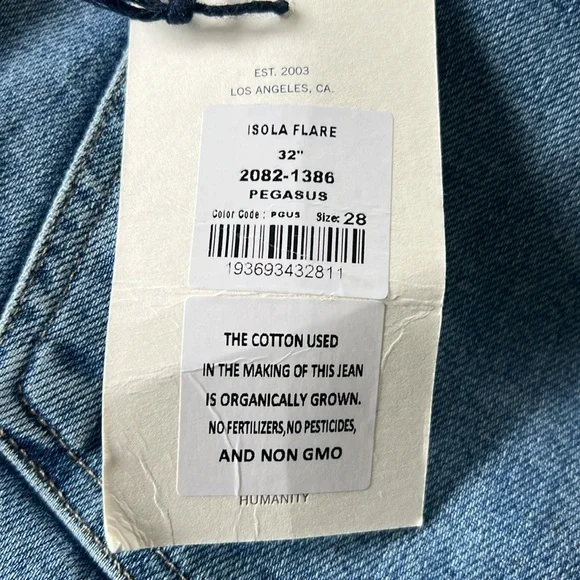 EST. 2003
LOS ANGELES, CA.
ISOLA FLARE
32"
2082-1386
PEGASUS
Color Code : PGUS Size: 28
193693432811
THE COTTON USED
IN THE MAKING OF THIS JEAN
IS ORGANICALLY GROWN.
NO FERTILIZERS, NO PESTICIDES,
AND NON GMO
HUMANITY